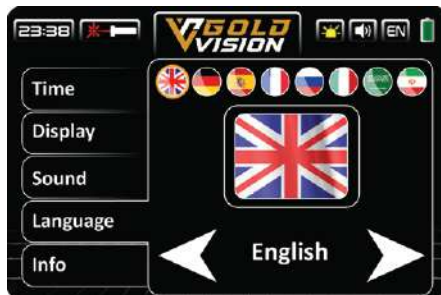 23:38
GOLD
VISION
EN
Time
Display
Sound
Language
Info
English